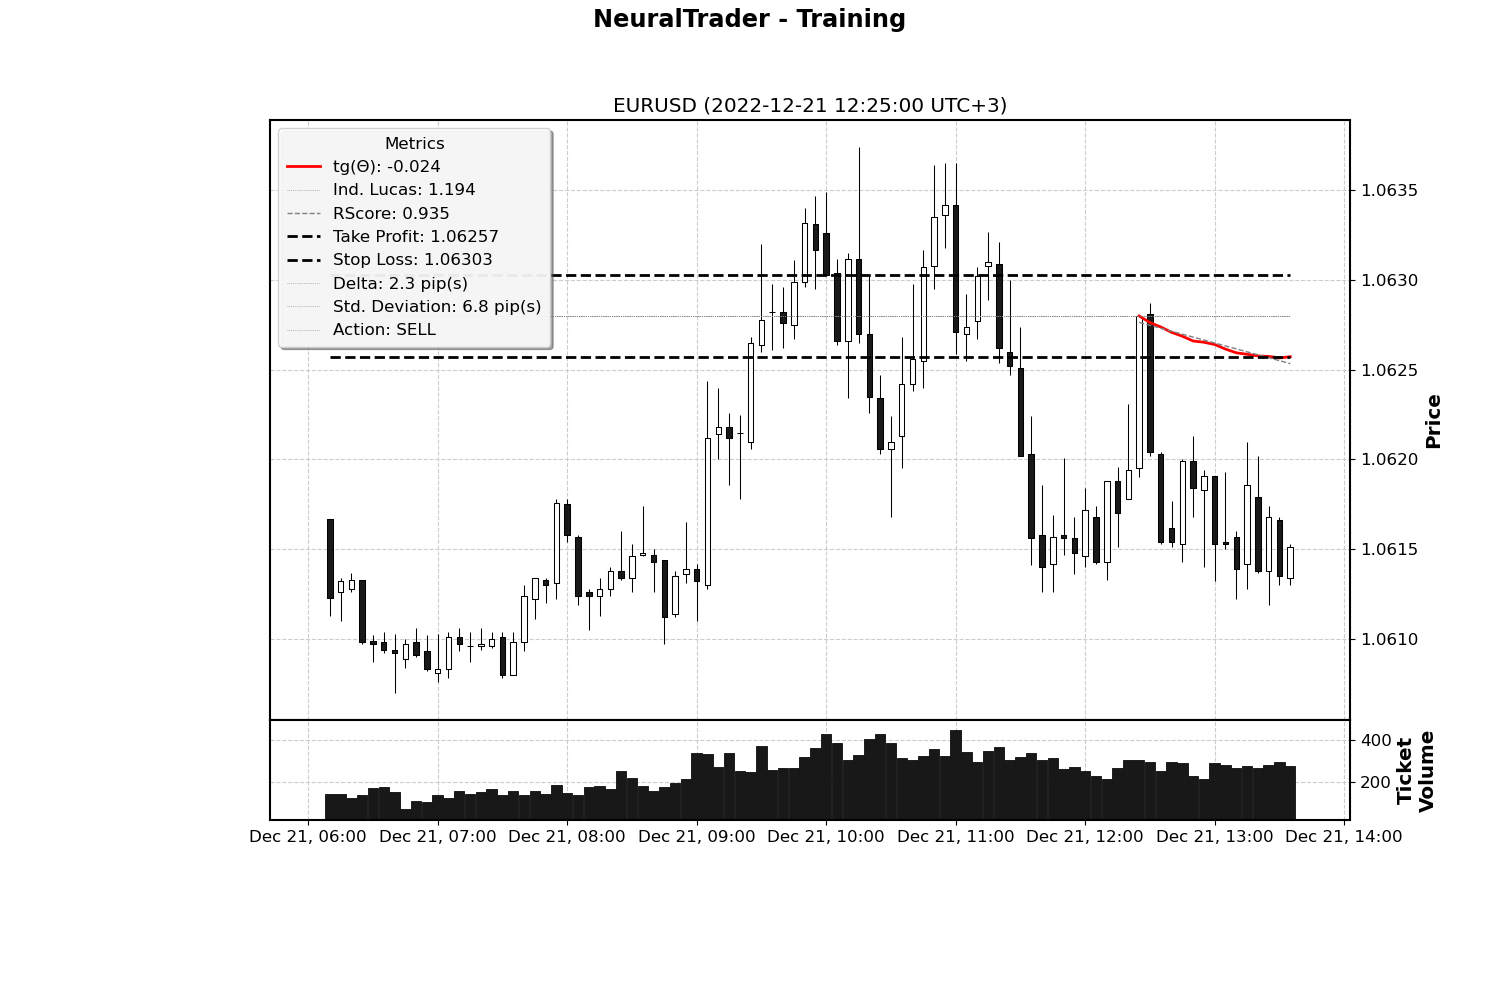 NeuralTrader - Training
EURUSD (2022-12-21 12:25:00 UTC+3)
Metrics
tg(Θ): -0.024
Ind. Lucas: 1.194
RScore: 0.935
Take Profit: 1.06257
Stop Loss: 1.06303
Delta: 2.3 pip(s)
Std. Deviation: 6.8 pip(s)
Action: SELL
1.0635
1.0630
1.0625
1.0620
1.0615
1.0610
Price
400
200
Ticket
Volume
Dec 21, 06:00 Dec 21, 07:00 Dec 21, 08:00 Dec 21, 09:00 Dec 21, 10:00 Dec 21, 11:00 Dec 21, 12:00 Dec 21, 13:00 Dec 21, 14:00